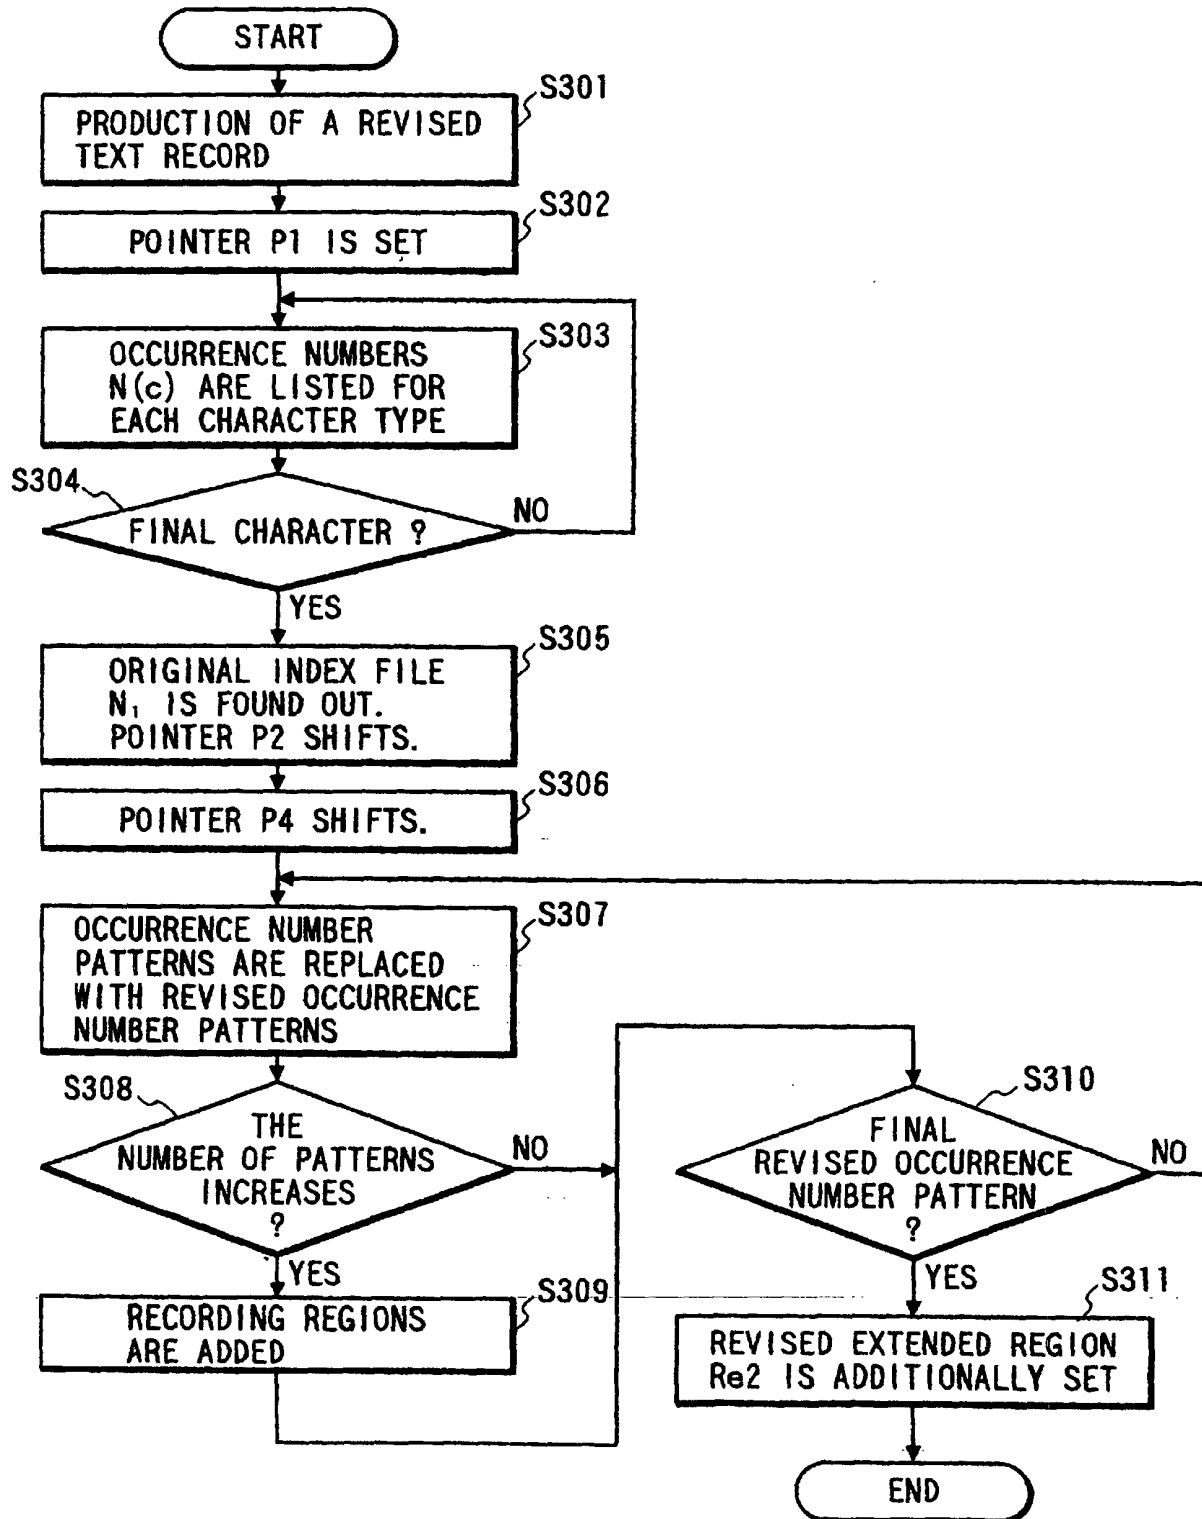 START
S301
PRODUCTION OF A REVISED
TEXT RECORD
S302
POINTER P1 IS SET
S303
OCCURRENCE NUMBERS
N(c) ARE LISTED FOR
EACH CHARACTER TYPE
S304
FINAL CHARACTER ?
NO
YES
S305
ORIGINAL INDEX FILE
N₁ IS FOUND OUT.
POINTER P2 SHIFTS.
S306
POINTER P4 SHIFTS.
S307
OCCURRENCE NUMBER
PATTERNS ARE REPLACED
WITH REVISED OCCURRENCE
NUMBER PATTERNS
S308
THE
NUMBER OF PATTERNS
INCREASES
?
NO
YES
S309
RECORDING REGIONS
ARE ADDED
S310
FINAL
REVISED OCCURRENCE
NUMBER PATTERN
?
NO
YES
S311
REVISED EXTENDED REGION
Re2 IS ADDITIONALLY SET
END